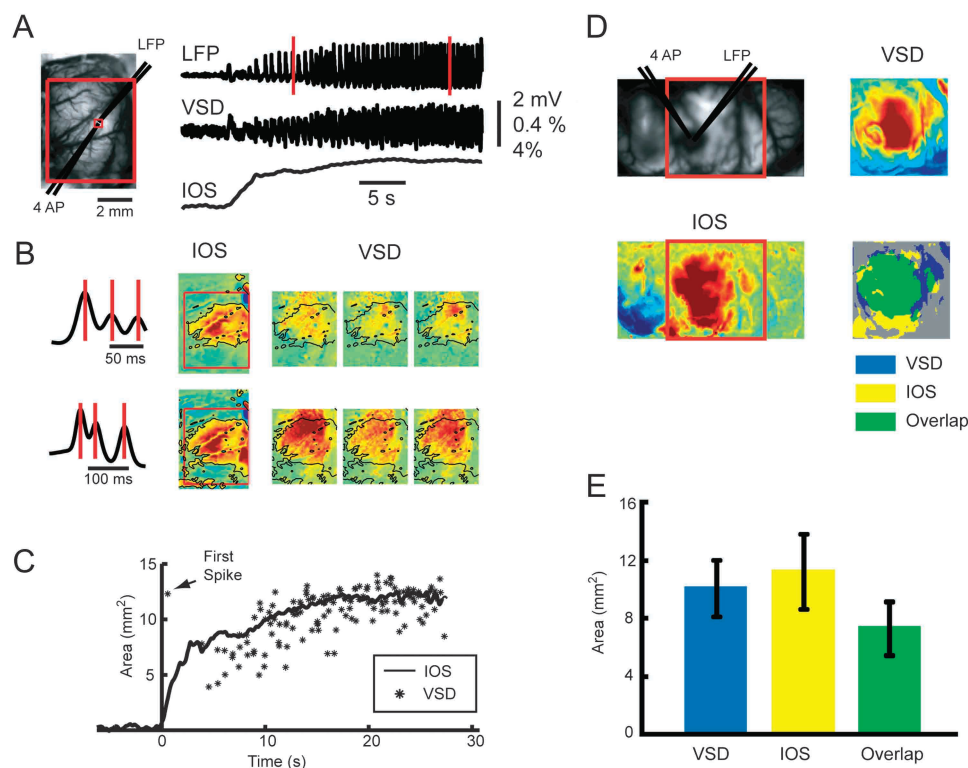 A
LFP
4 AP
2 mm
LFP
VSD
IOS
2 mV
0.4 %
4%
5 s
B
IOS
VSD
50 ms
100 ms
C
Area (mm²)
15
10
5
0
10
20
30
Time (s)
First
Spike
IOS
VSD
D
4 AP
LFP
VSD
IOS
VSD
IOS
Overlap
E
Area (mm²)
16
12
8
4
0
VSD
IOS
Overlap